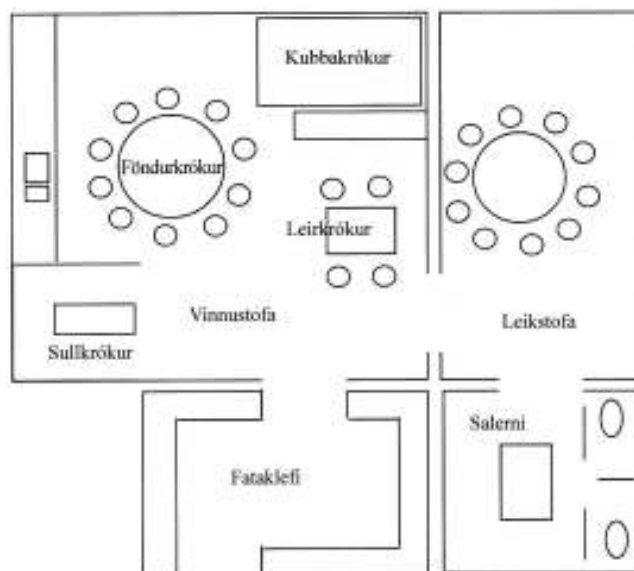 Kubbakrókur
Föndurkrókur
Leirkrókur
Vinnustofa
Leikstofa
Sullkrókur
Salerni
Fataklefi